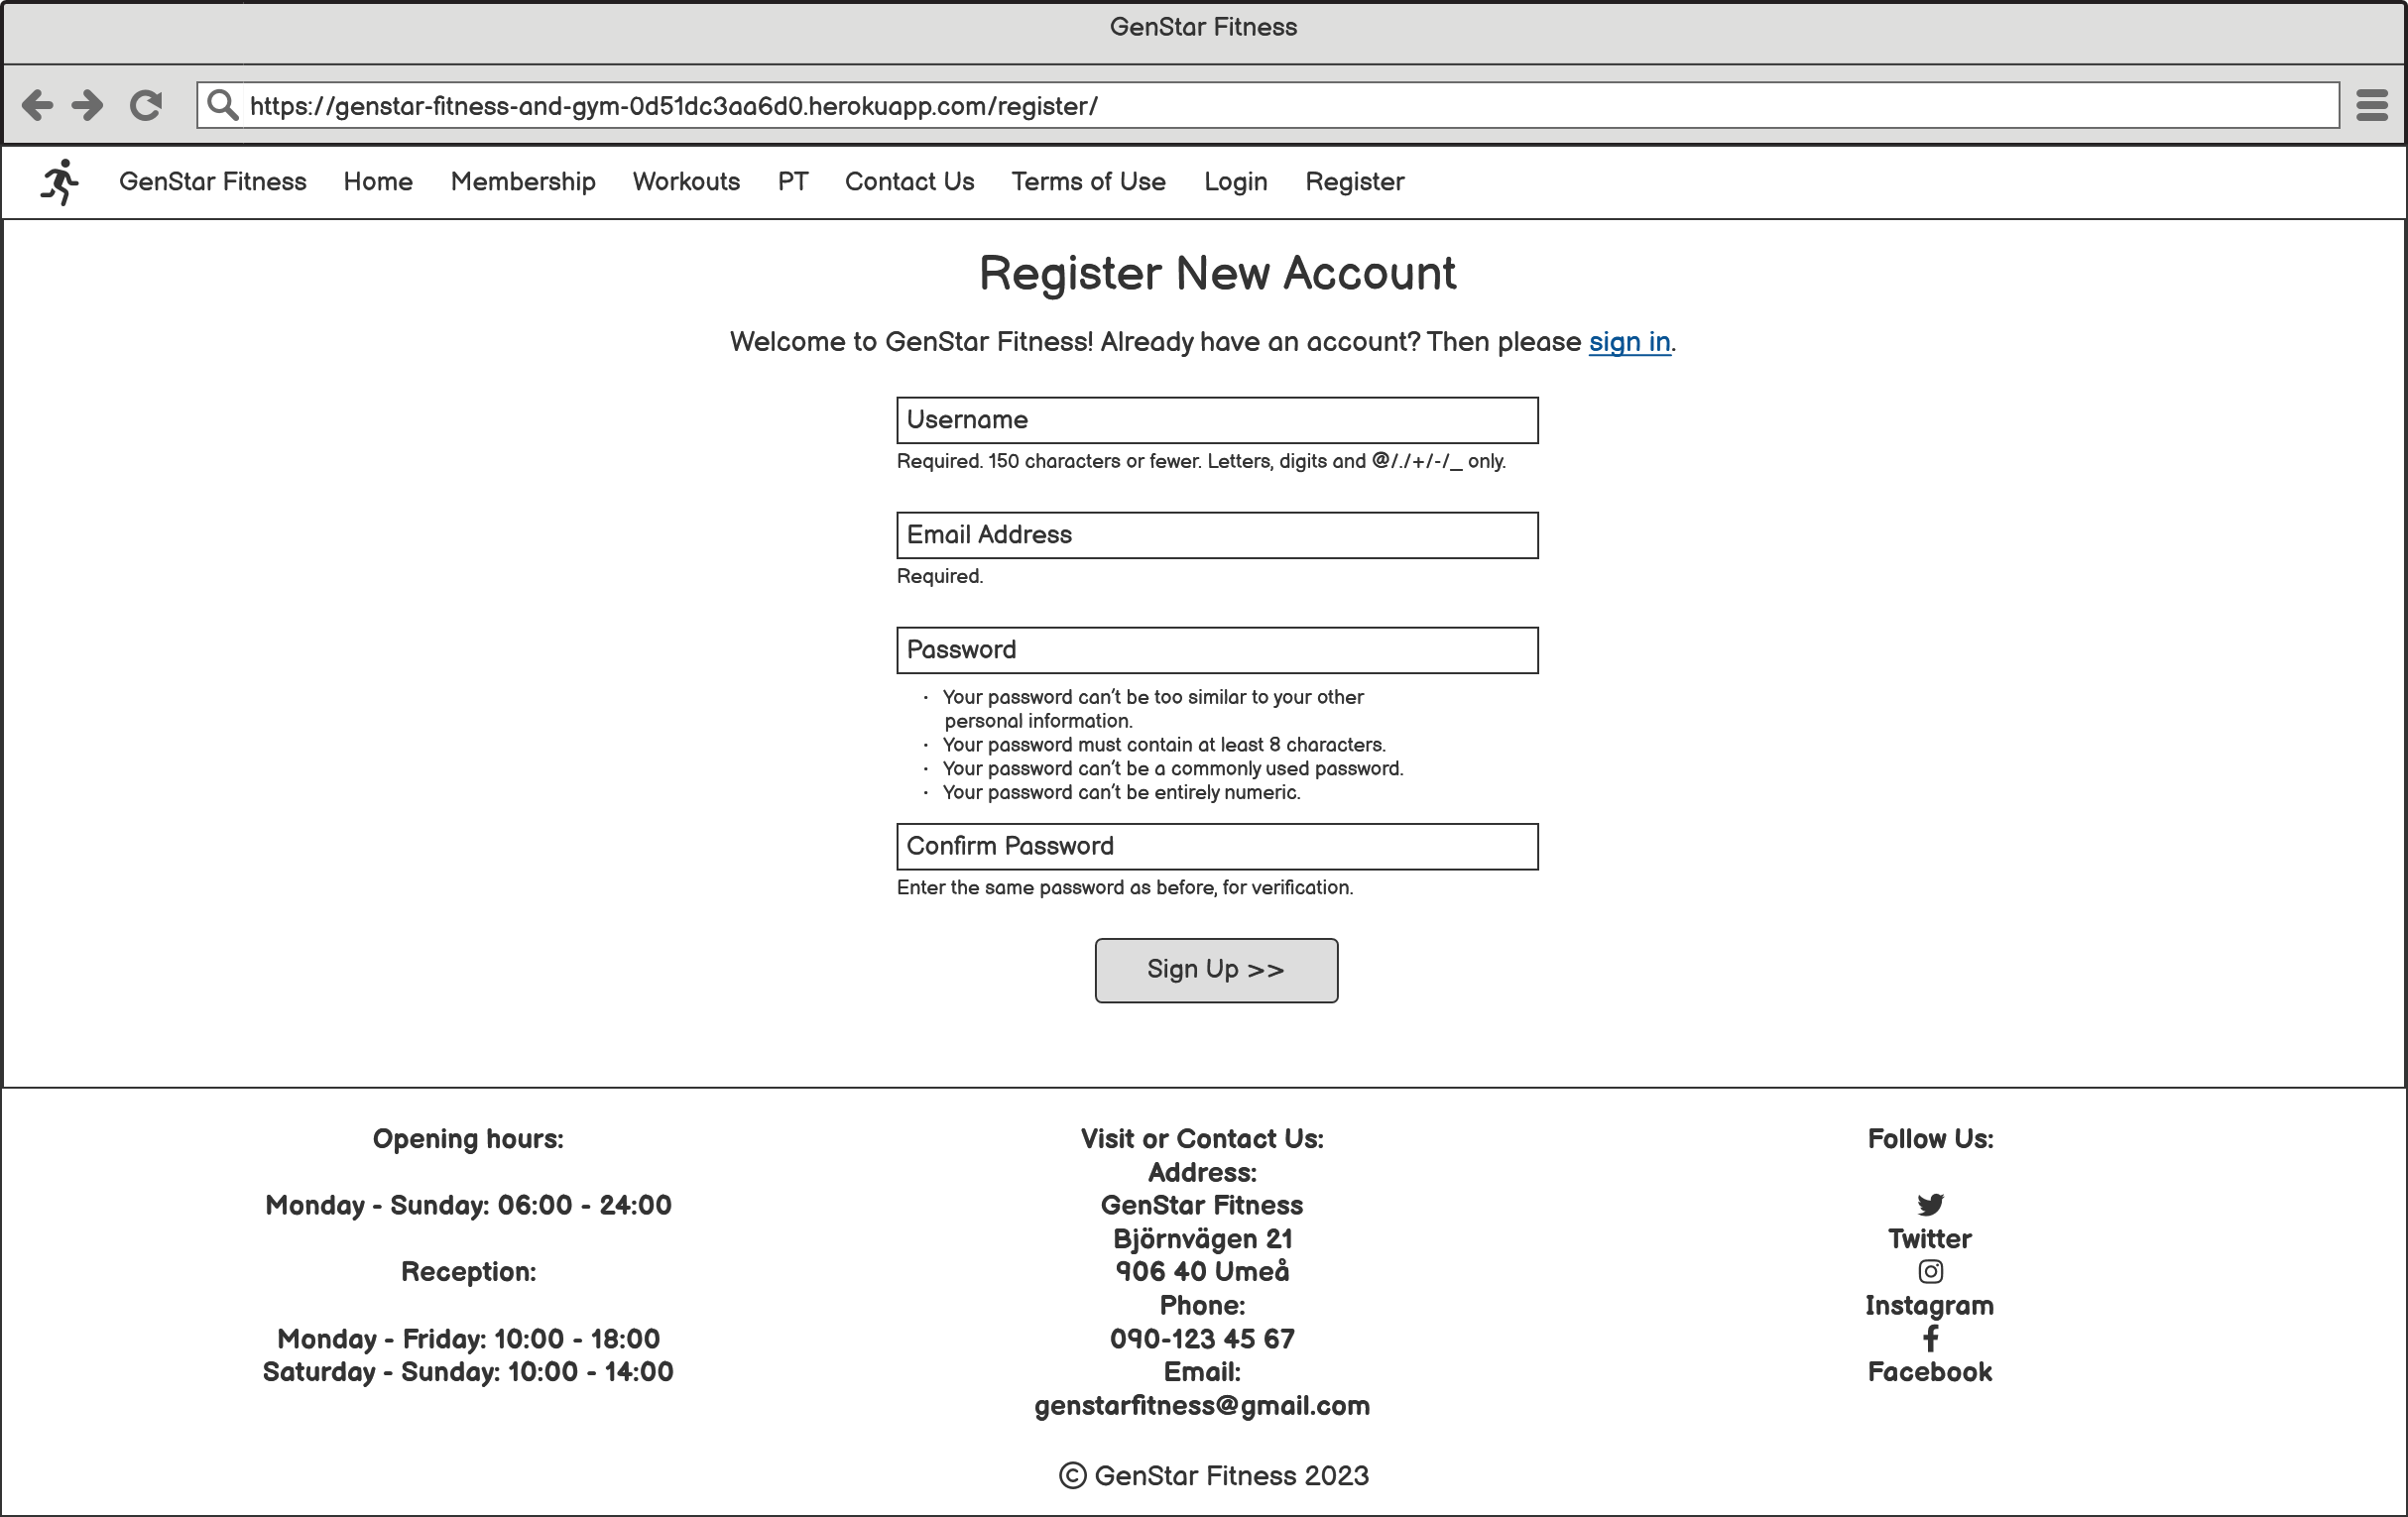 GenStar Fitness
https://genstar-fitness-and-gym-0d51dc3aa6d0.herokuapp.com/register/
GenStar Fitness Home Membership Workouts PT Contact Us Terms of Use Login Register
Register New Account
Welcome to GenStar Fitness! Already have an account? Then please sign in.
Username
Required. 150 characters or fewer. Letters, digits and @/./+/-/_ only.
Email Address
Required.
Password
· Your password can't be too similar to your other
personal information.
· Your password must contain at least 8 characters.
· Your password can't be a commonly used password.
· Your password can't be entirely numeric.
Confirm Password
Enter the same password as before, for verification.
Sign Up >>
Opening hours:
Monday - Sunday: 06:00 - 24:00
Reception:
Monday - Friday: 10:00 - 18:00
Saturday - Sunday: 10:00 - 14:00
Visit or Contact Us:
Address:
GenStar Fitness
Björnvägen 21
906 40 Umeå
Phone:
090-123 45 67
Email:
genstarfitness@gmail.com
Follow Us:
Twitter
Instagram
Facebook
© GenStar Fitness 2023